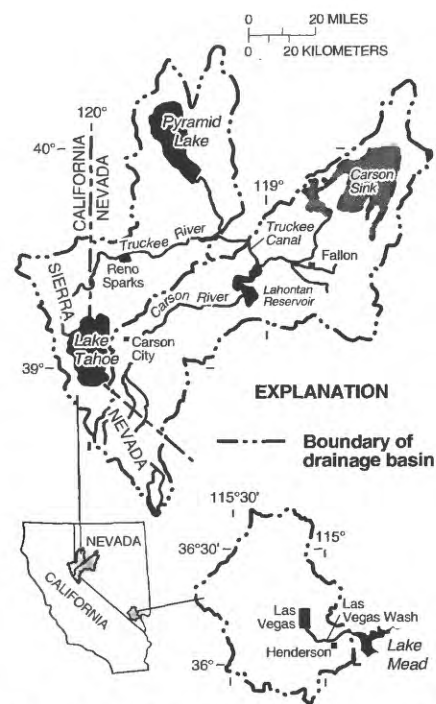 0 20 MILES
0 20 KILOMETERS
120°
Pyramid
Lake
40°
CALIFORNIA
NEVADA
119°
Carson
Sink
Truckee River
Truckee
Canal
Reno
Sparks
Fallon
SIERRA
Carson River
Lahontan
Reservoir
Lake
Tahoe
Carson
City
39°
NEVADA
EXPLANATION
Boundary of
drainage basin
115°30'
36°30'
115°
NEVADA
CALIFORNIA
Las
Vegas
Las
Vegas Wash
Henderson
Lake
Mead
36°